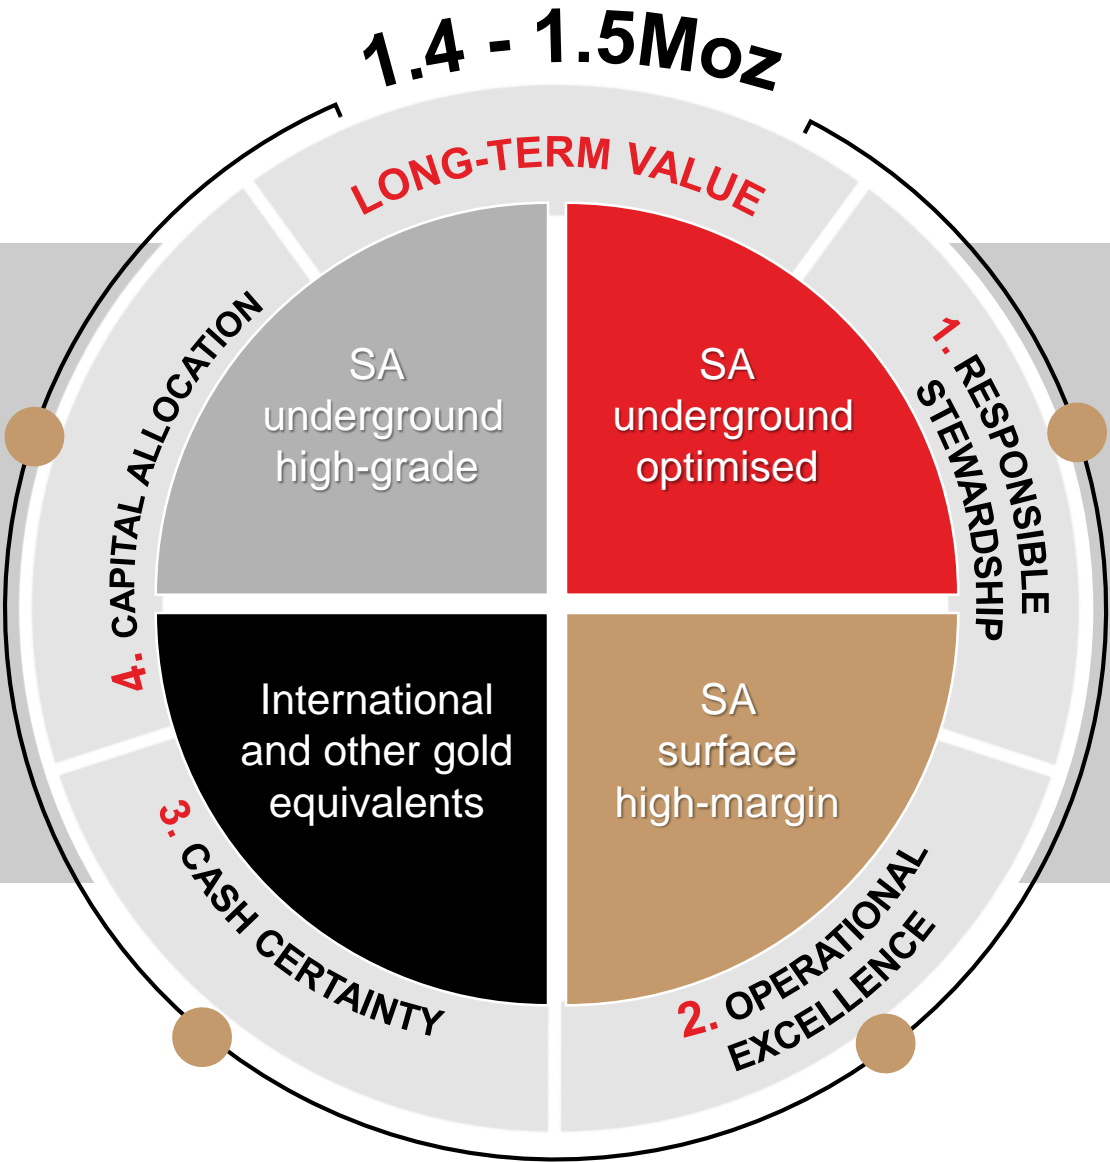 1.4 - 1.5Moz
LONG-TERM VALUE
1. RESPONSIBLE
STEWARDSHIP
2. OPERATIONAL
EXCELLENCE
3. CASH CERTAINTY
4. CAPITAL ALLOCATION
SA
underground
high-grade
SA
underground
optimised
International
and other gold
equivalents
SA
surface
high-margin